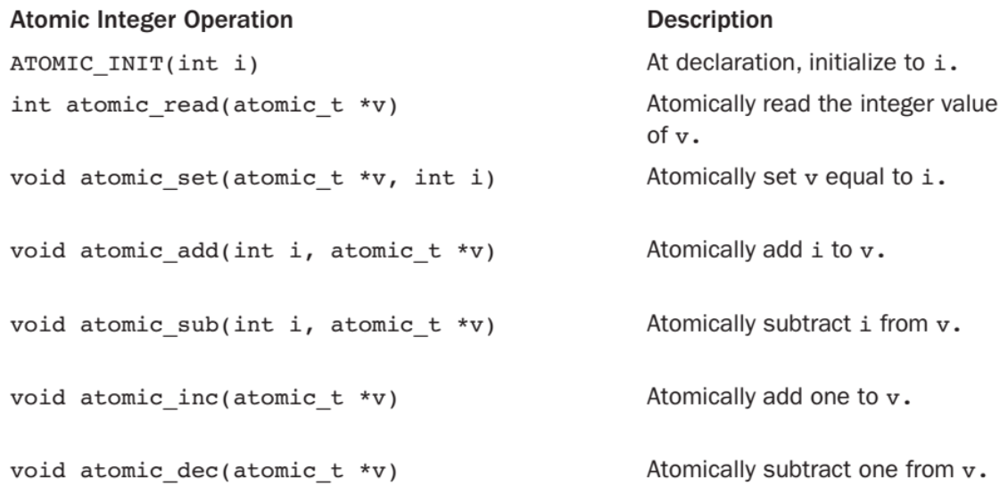 Atomic Integer Operation Description
ATOMIC_INIT(int i) At declaration, initialize to i.
int atomic_read(atomic_t *v) Atomically read the integer value
of v.
void atomic_set(atomic_t *v, int i) Atomically set v equal to i.
void atomic_add(int i, atomic_t *v) Atomically add i to v.
void atomic_sub(int i, atomic_t *v) Atomically subtract i from v.
void atomic_inc(atomic_t *v) Atomically add one to v.
void atomic_dec(atomic_t *v) Atomically subtract one from v.